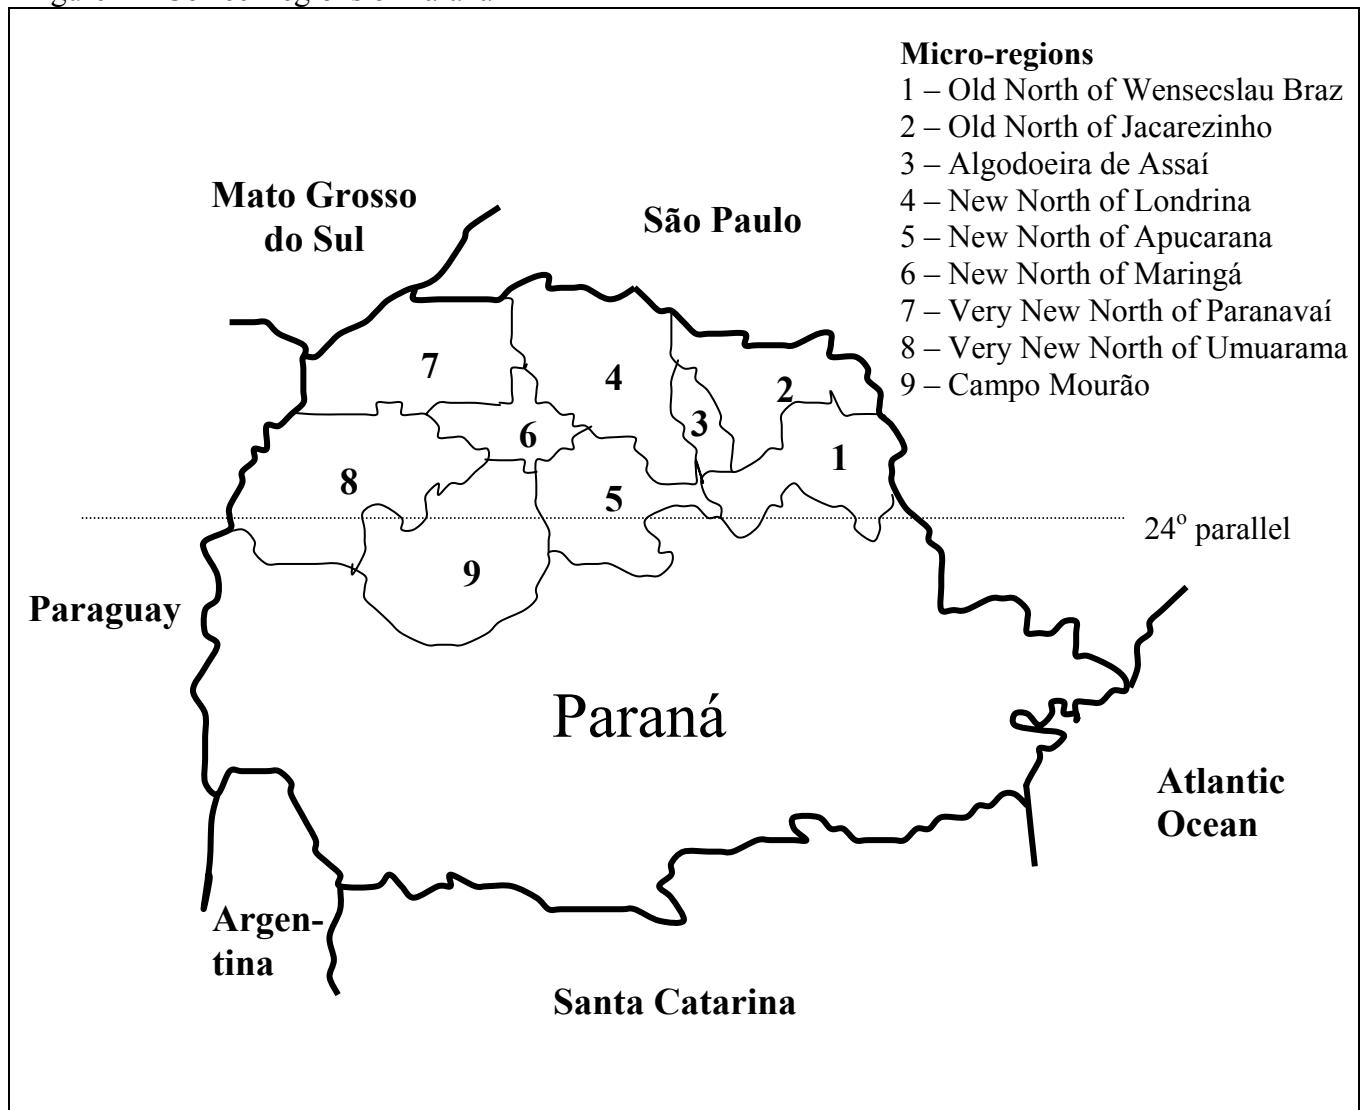 Micro-regions
1 – Old North of Wensecslau Braz
2 – Old North of Jacarezinho
3 – Algodoeira de Assaí
4 – New North of Londrina
5 – New North of Apucarana
6 – New North of Maringá
7 – Very New North of Paranavaí
8 – Very New North of Umuarama
9 – Campo Mourão
Mato Grosso
do Sul
São Paulo
7
4
2
3
6
1
8
5
24º parallel
9
Paraguay
Paraná
Atlantic
Ocean
Argen-
tina
Santa Catarina